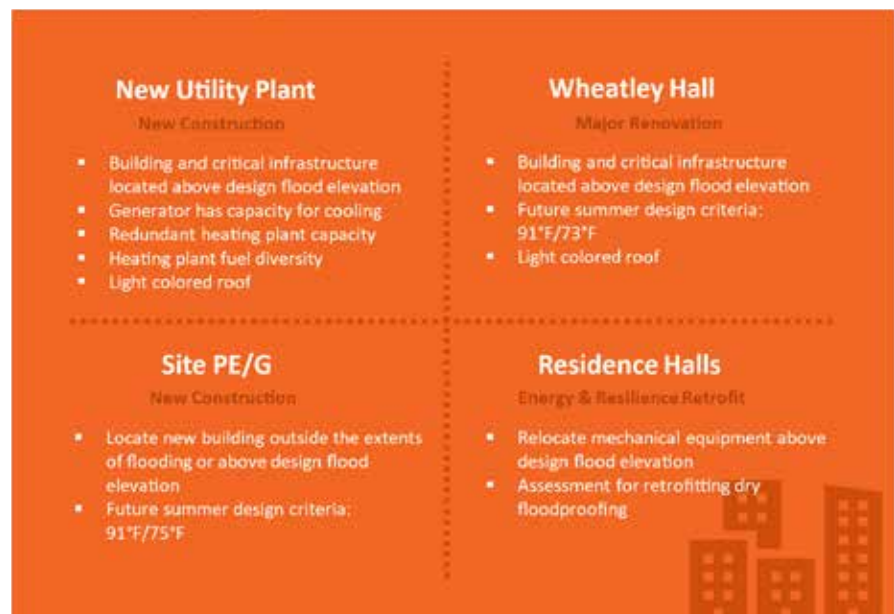 New Utility Plant
New Construction
▪ Building and critical infrastructure
located above design flood elevation
▪ Generator has capacity for cooling
▪ Redundant heating plant capacity
▪ Heating plant fuel diversity
▪ Light colored roof
Wheatley Hall
Major Renovation
▪ Building and critical infrastructure
located above design flood elevation
▪ Future summer design criteria:
91°F/73°F
▪ Light colored roof
Site PE/G
New Construction
▪ Locate new building outside the extents
of flooding or above design flood
elevation
▪ Future summer design criteria:
91°F/75°F
Residence Halls
Energy & Resilience Retrofit
▪ Relocate mechanical equipment above
design flood elevation
▪ Assessment for retrofitting dry
floodproofing